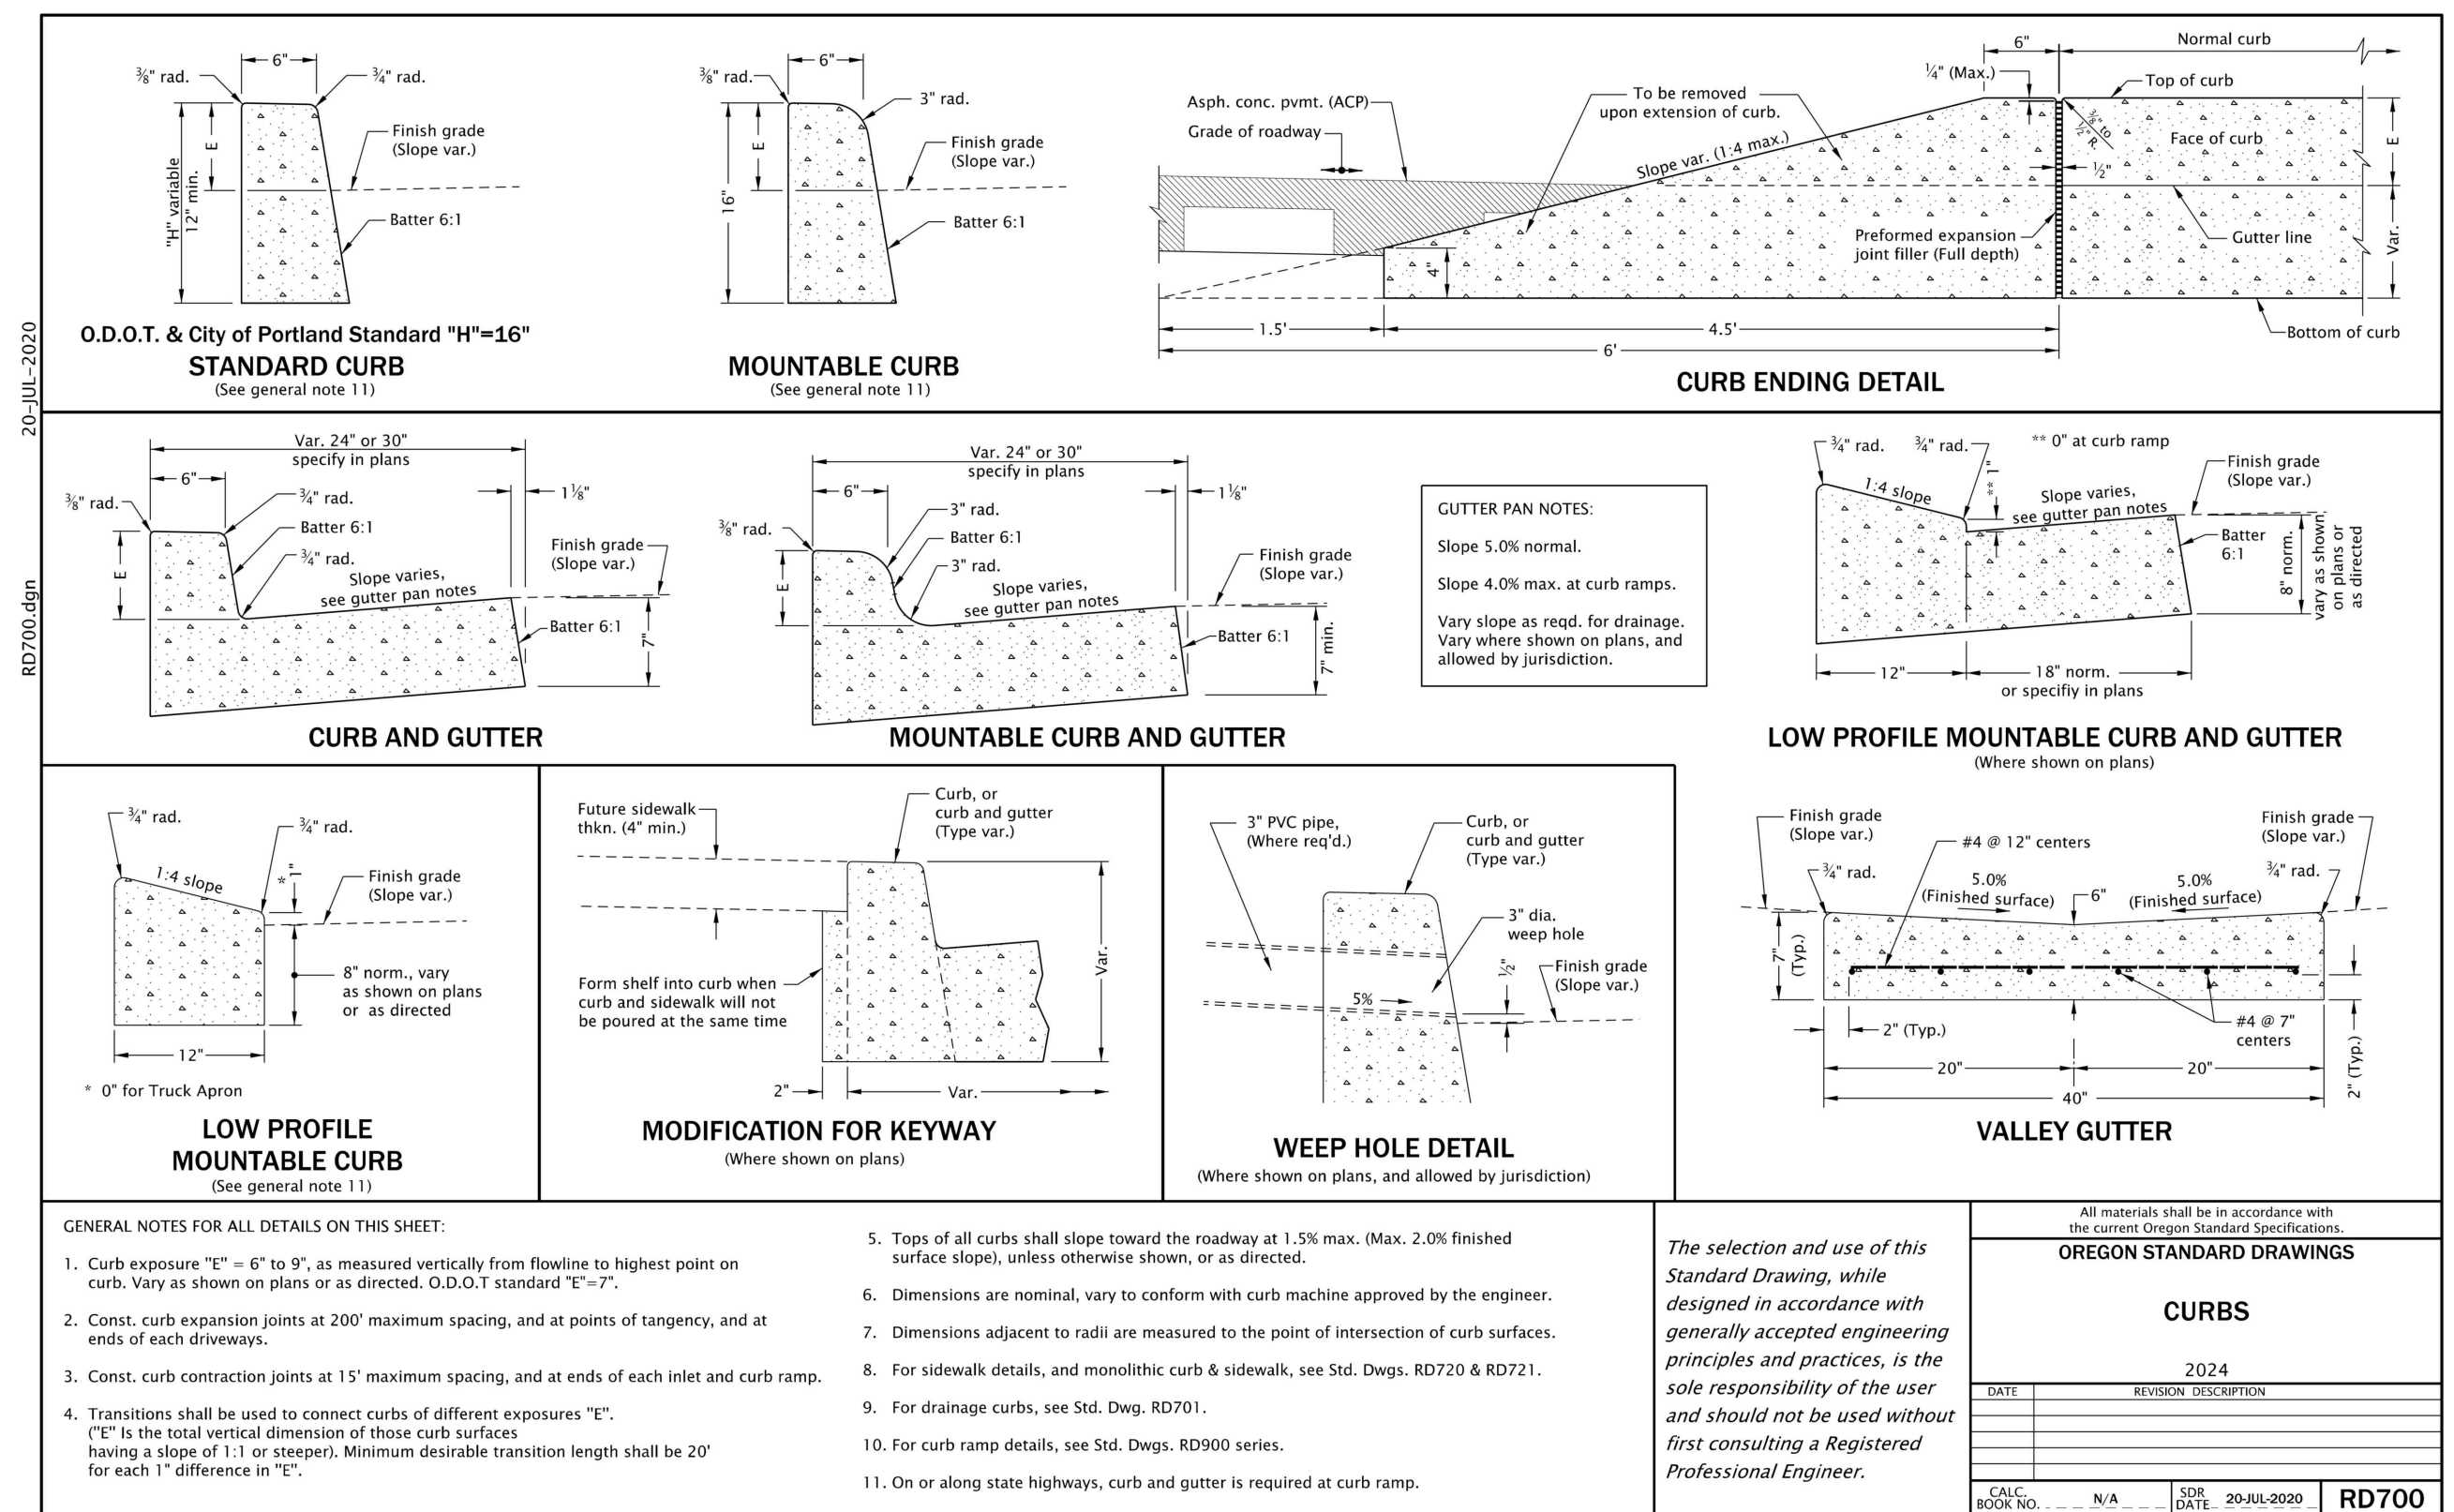 20-JUL-2020
RD700.dgn
6"
⅜" rad.
¾" rad.
E
Finish grade
(Slope var.)
"H" variable
12" min.
Batter 6:1
O.D.O.T. & City of Portland Standard "H"=16"
STANDARD CURB
(See general note 11)
6"
⅜" rad.
3" rad.
E
Finish grade
(Slope var.)
16"
Batter 6:1
MOUNTABLE CURB
(See general note 11)
6"
Normal curb
¼" (Max.)
Top of curb
Asph. conc. pvmt. (ACP)
To be removed
upon extension of curb.
Grade of roadway
Slope var. (1:4 max.)
⅜" to
½" R
Face of curb
E
½"
Preformed expansion
joint filler (Full depth)
Gutter line
Var.
4"
1.5'
4.5'
6'
Bottom of curb
CURB ENDING DETAIL
Var. 24" or 30"
specify in plans
6"
⅜" rad.
¾" rad.
1⅛"
Batter 6:1
¾" rad.
E
Slope varies,
see gutter pan notes
Finish grade
(Slope var.)
Batter 6:1
7"
CURB AND GUTTER
Var. 24" or 30"
specify in plans
6"
1⅛"
⅜" rad.
3" rad.
Batter 6:1
3" rad.
E
Slope varies,
see gutter pan notes
Finish grade
(Slope var.)
Batter 6:1
7" min.
MOUNTABLE CURB AND GUTTER
GUTTER PAN NOTES:
Slope 5.0% normal.
Slope 4.0% max. at curb ramps.
Vary slope as reqd. for drainage.
Vary where shown on plans, and
allowed by jurisdiction.
¾" rad.
¾" rad.
** 0" at curb ramp
** 1"
1:4 slope
Slope varies,
see gutter pan notes
Finish grade
(Slope var.)
Batter
6:1
8" norm.
vary as shown
on plans or
as directed
12"
18" norm.
or specifiy in plans
LOW PROFILE MOUNTABLE CURB AND GUTTER
(Where shown on plans)
¾" rad.
¾" rad.
1:4 slope
* 1"
Finish grade
(Slope var.)
8" norm., vary
as shown on plans
or as directed
12"
* 0" for Truck Apron
LOW PROFILE
MOUNTABLE CURB
(See general note 11)
Future sidewalk
thkn. (4" min.)
Curb, or
curb and gutter
(Type var.)
Form shelf into curb when
curb and sidewalk will not
be poured at the same time
Var.
2"
Var.
MODIFICATION FOR KEYWAY
(Where shown on plans)
3" PVC pipe,
(Where req'd.)
Curb, or
curb and gutter
(Type var.)
3" dia.
weep hole
½"
Finish grade
(Slope var.)
5%
WEEP HOLE DETAIL
(Where shown on plans, and allowed by jurisdiction)
Finish grade
(Slope var.)
#4 @ 12" centers
Finish grade
(Slope var.)
¾" rad.
5.0%
(Finished surface)
6"
5.0%
(Finished surface)
¾" rad.
7"
(Typ.)
2" (Typ.)
#4 @ 7"
centers
2" (Typ.)
20"
20"
40"
VALLEY GUTTER
GENERAL NOTES FOR ALL DETAILS ON THIS SHEET:
1. Curb exposure "E" = 6" to 9", as measured vertically from flowline to highest point on
curb. Vary as shown on plans or as directed. O.D.O.T standard "E"=7".
2. Const. curb expansion joints at 200' maximum spacing, and at points of tangency, and at
ends of each driveways.
3. Const. curb contraction joints at 15' maximum spacing, and at ends of each inlet and curb ramp.
4. Transitions shall be used to connect curbs of different exposures "E".
("E" Is the total vertical dimension of those curb surfaces
having a slope of 1:1 or steeper). Minimum desirable transition length shall be 20'
for each 1" difference in "E".
5. Tops of all curbs shall slope toward the roadway at 1.5% max. (Max. 2.0% finished
surface slope), unless otherwise shown, or as directed.
6. Dimensions are nominal, vary to conform with curb machine approved by the engineer.
7. Dimensions adjacent to radii are measured to the point of intersection of curb surfaces.
8. For sidewalk details, and monolithic curb & sidewalk, see Std. Dwgs. RD720 & RD721.
9. For drainage curbs, see Std. Dwg. RD701.
10. For curb ramp details, see Std. Dwgs. RD900 series.
11. On or along state highways, curb and gutter is required at curb ramp.
The selection and use of this
Standard Drawing, while
designed in accordance with
generally accepted engineering
principles and practices, is the
sole responsibility of the user
and should not be used without
first consulting a Registered
Professional Engineer.
All materials shall be in accordance with
the current Oregon Standard Specifications.
OREGON STANDARD DRAWINGS
CURBS
2024
DATE
REVISION DESCRIPTION
CALC.
BOOK NO. N/A
SDR
DATE 20-JUL-2020
RD700